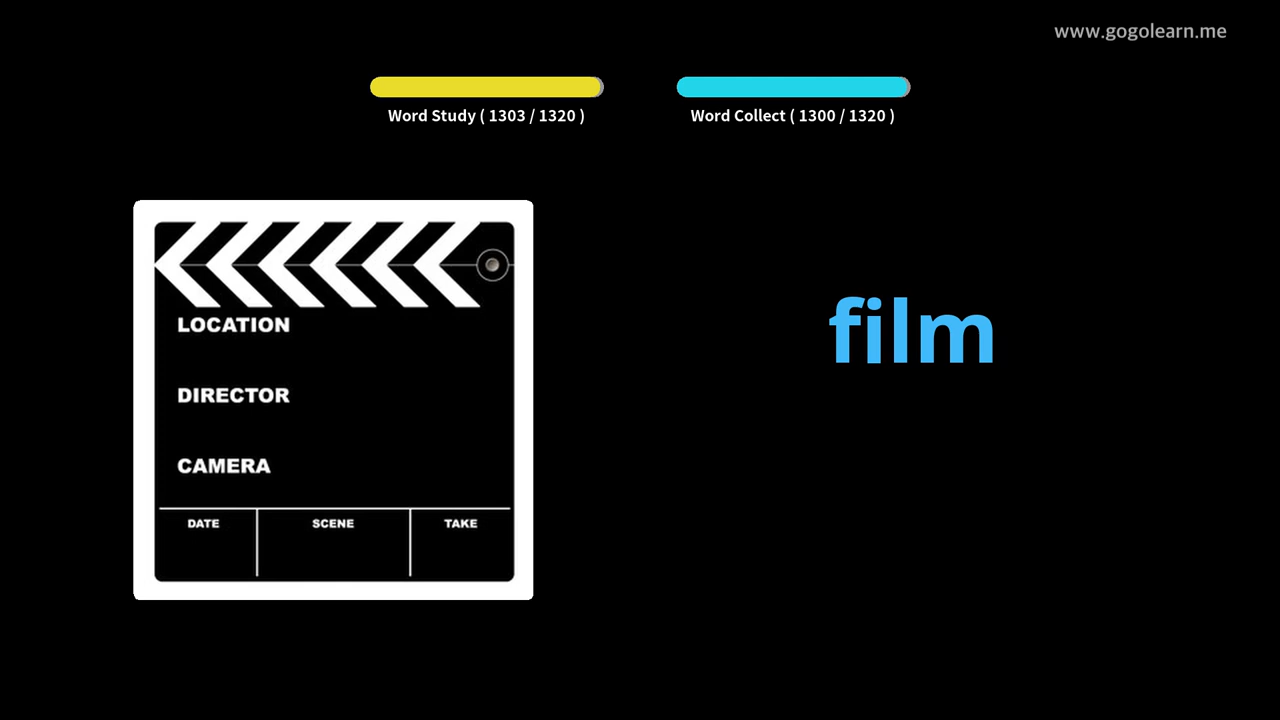 www.gogolearn.me
Word Study ( 1303 / 1320 )
Word Collect ( 1300 / 1320 )
LOCATION
DIRECTOR
CAMERA
DATE
SCENE
TAKE
film